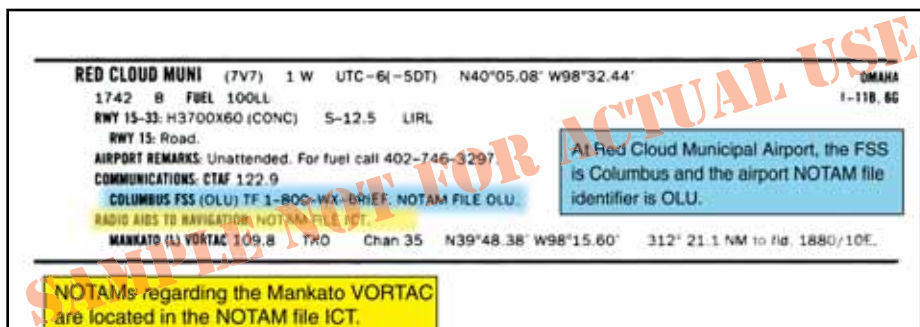 RED CLOUD MUNI (7V7) 1 W UTC-6(-5DT) N40°05.08' W98°32.44' OMAHA
1742 B FUEL 100LL L-11B, 6G
RWY 15-33: H3700X60 (CONC) S-12.5 LIRL
RWY 15: Road.
AIRPORT REMARKS: Unattended. For fuel call 402-746-3297.
COMMUNICATIONS: CTAF 122.9
COLUMBUS FSS (OLU) TF 1-800-WX-BRIEF. NOTAM FILE OLU.
RADIO AIDS TO NAVIGATION: NOTAM FILE ICT.
MANKATO (L) VORTAC 109.8 TKO Chan 35 N39°48.38' W98°15.60' 312° 21.1 NM to fld. 1880/10E.
At Red Cloud Municipal Airport, the FSS
is Columbus and the airport NOTAM file
identifier is OLU.
NOTAMs regarding the Mankato VORTAC
are located in the NOTAM file ICT.
SAMPLE NOT FOR ACTUAL USE